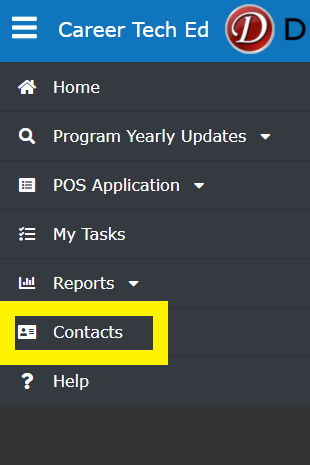 Career Tech Ed D D
Home
Program Yearly Updates
POS Application
My Tasks
Reports
Contacts
Help